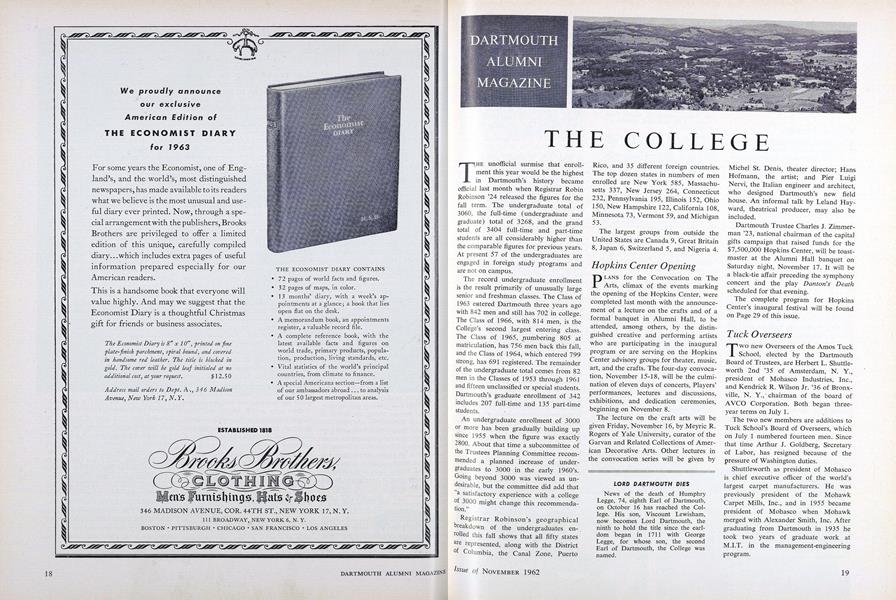 We proudly announce
our exclusive
American Edition of
THE ECONOMIST DIARY
for 1963
For some years the Economist, one of Eng-
land's, and the world's, most distinguished
newspapers, has made available to its readers
what we believe is the most unusual and use-
ful diary ever printed. Now, through a spe-
cial arrangement with the publishers, Brooks
Brothers are privileged to offer a limited
edition of this unique, carefully compiled
diary...which includes extra pages of useful
information prepared especially for our
American readers.
This is a handsome book that everyone will
value highly. And may we suggest that the
Economist Diary is a thoughtful Christmas
gift for friends or business associates.
The Economist Diary is 8" x 10", printed on fine
plate-finish parchment, spiral bound, and covered
in handsome red leather. The title is blocked in
gold. The cover will be gold leaf initialed at no
additional cost, at your request. $12.50
Address mail orders to Dept. A., 346 Madison
Avenue, New York 17, N. Y.
The
Economist
DIARY
THE ECONOMIST DIARY CONTAINS
• 72 pages of world facts and figures.
• 32 pages of maps, in color.
• 13 months' diary, with a week's ap-
pointments at a glance; a book that lies
open flat on the desk.
• A memorandum book, an appointments
register, a valuable record file.
• A complete reference book, with the
latest available facts and figures on
world trade, primary products, popula-
tion, production, living standards, etc.
• Vital statistics of the world's principal
countries, from climate to finance.
• A special Americans section—from a list
of our ambassadors abroad...to analysis
of our 50 largest metropolitan areas.
ESTABLISHED 1818
Brooks Brothers,
CLOTHING
Men's Furnishings, Hats & Shoes
346 MADISON AVENUE, COR. 44TH ST., NEW YORK 17, N. Y.
111 BROADWAY, NEW YORK 6, N. Y.
BOSTON • PITTSBURGH • CHICAGO • SAN FRANCISCO • LOS ANGELES
18
DARTMOUTH ALUMNI MAGAZINE
DARTMOUTH
ALUMNI
MAGAZINE
THE COLLEGE
THE unofficial surmise that enroll-
ment this year would be the highest
in Dartmouth's history became
official last month when Registrar Robin
Robinson '24 released the figures for the
fall term. The undergraduate total of
3060, the full-time (undergraduate and
graduate) total of 3268, and the grand
total of 3404 full-time and part-time
students are all considerably higher than
the comparable figures for previous years.
At present 57 of the undergraduates are
engaged in foreign study programs and
are not on campus.
The record undergraduate enrollment
is the result primarily of unusually large
senior and freshman classes. The Class of
1963 entered Dartmouth three years ago
with 842 men and still has 702 in college.
The Class of 1966, with 814 men, is the
College's second largest entering class.
The Class of 1965, numbering 805 at
matriculation, has 756 men back this fall,
and the Class of 1964, which entered 799
strong, has 691 registered. The remainder
of the undergraduate total comes from 82
men in the Classes of 1953 through 1961
and fifteen unclassified or special students.
Dartmouth's graduate enrollment of 342
includes 207 full-time and 135 part-time
students.
An undergraduate enrollment of 3000
or more has been gradually building up
since 1955 when the figure was exactly
2800. About that time a subcommittee of
the Trustees Planning Committee recom-
mended a planned increase of under-
graduates to 3000 in the early 1960's.
Going beyond 3000 was viewed as un-
desirable, but the committee did add that
"a satisfactory experience with a college
of 3000 might change this recommenda-
tion."
Registrar Robinson's geographical
breakdown of the undergraduates en-
rolled this fall shows that all fifty states
are represented, along with the District
of Columbia, the Canal Zone, Puerto
Rico, and 35 different foreign countries.
The top dozen states in numbers of men
enrolled are New York 585, Massachu-
setts 337, New Jersey 264, Connecticut
232, Pennsylvania 195, Illinois 152, Ohio
150, New Hampshire 122, California 108,
Minnesota 73, Vermont 59, and Michigan
53.
The largest groups from outside the
United States are Canada 9, Great Britain
8, Japan 6, Switzerland 5, and Nigeria 4.
Hopkins Center Opening
PLANS for the Convocation on The
Arts, climax of the events marking
the opening of the Hopkins Center, were
completed last month with the announce-
ment of a lecture on the crafts and of a
formal banquet in Alumni Hall, to be
attended, among others, by the distin-
guished creative and performing artists
who are participating in the inaugural
program or are serving on the Hopkins
Center advisory groups for theater, music,
art, and the crafts. The four-day convoca-
tion, November 15-18, will be the culmi-
nation of eleven days of concerts, Players'
performances, lectures and discussions,
exhibitions, and dedication ceremonies,
beginning on November 8.
The lecture on the craft arts will be
given Friday, November 16, by Meyric R.
Rogers of Yale University, curator of the
Garvan and Related Collections of Amer-
ican Decorative Arts. Other lectures in
the convocation series will be given by
LORD DARTMOUTH DIES
News of the death of Humphry
Legge, 74, eighth Earl of Dartmouth,
on October 16 has reached the Col-
lege. His son, Viscount Lewisham,
now becomes Lord Dartmouth, the
ninth to hold the title since the earl-
dom began in 1711 with George
Legge, for whose son, the second
Earl of Dartmouth, the College was
named.
Michel St. Denis, theater director; Hans
Hofmann, the artist; and Pier Luigi
Nervi, the Italian engineer and architect,
who designed Dartmouth's new field
house. An informal talk by Leland Hay-
ward, theatrical producer, may also be
included.
Dartmouth Trustee Charles J. Zimmer-
man '23, national chairman of the capital
gifts campaign that raised funds for the
$7,500,000 Hopkins Center, will be toast-
master at the Alumni Hall banquet on
Saturday night, November 17. It will be
a black-tie affair preceding the symphony
concert and the play Danton's Death
scheduled for that evening.
The complete program for Hopkins
Center's inaugural festival will be found
on Page 29 of this issue.
Tuck Overseers
TWO new Overseers of the Amos Tuck
School, elected by the Dartmouth
Board of Trustees, are Herbert L. Shuttle-
worth 2nd '35 of Amsterdam, N. Y.,
president of Mohasco Industries, Inc.,
and Kendrick R. Wilson Jr. '36 of Bronx-
ville, N. Y., chairman of the board of
AVCO Corporation. Both began three-
year terms on July 1.
The two new members are additions to
Tuck School's Board of Overseers, which
on July 1 numbered fourteen men. Since
that time Arthur J. Goldberg, Secretary
of Labor, has resigned because of the
pressure of Washington duties.
Shuttleworth as president of Mohasco
is chief executive officer of the world's
largest carpet manufacturers. He was
previously president of the Mohawk
Carpet Mills, Inc., and in 1955 became
president of Mohasco when Mohawk
merged with Alexander Smith, Inc. After
graduating from Dartmouth in 1935 he
took two years of graduate work at
M.I.T. in the management-engineering
program.
Issue of NOVEMBER 1962
19